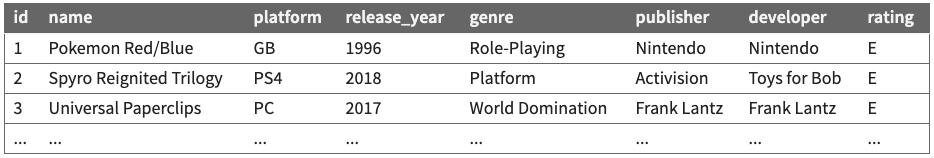 id name platform release_year genre publisher developer rating
1 Pokemon Red/Blue GB 1996 Role-Playing Nintendo Nintendo E
2 Spyro Reignited Trilogy PS4 2018 Platform Activision Toys for Bob E
3 Universal Paperclips PC 2017 World Domination Frank Lantz Frank Lantz E
... ... ... ... ... ... ... ...